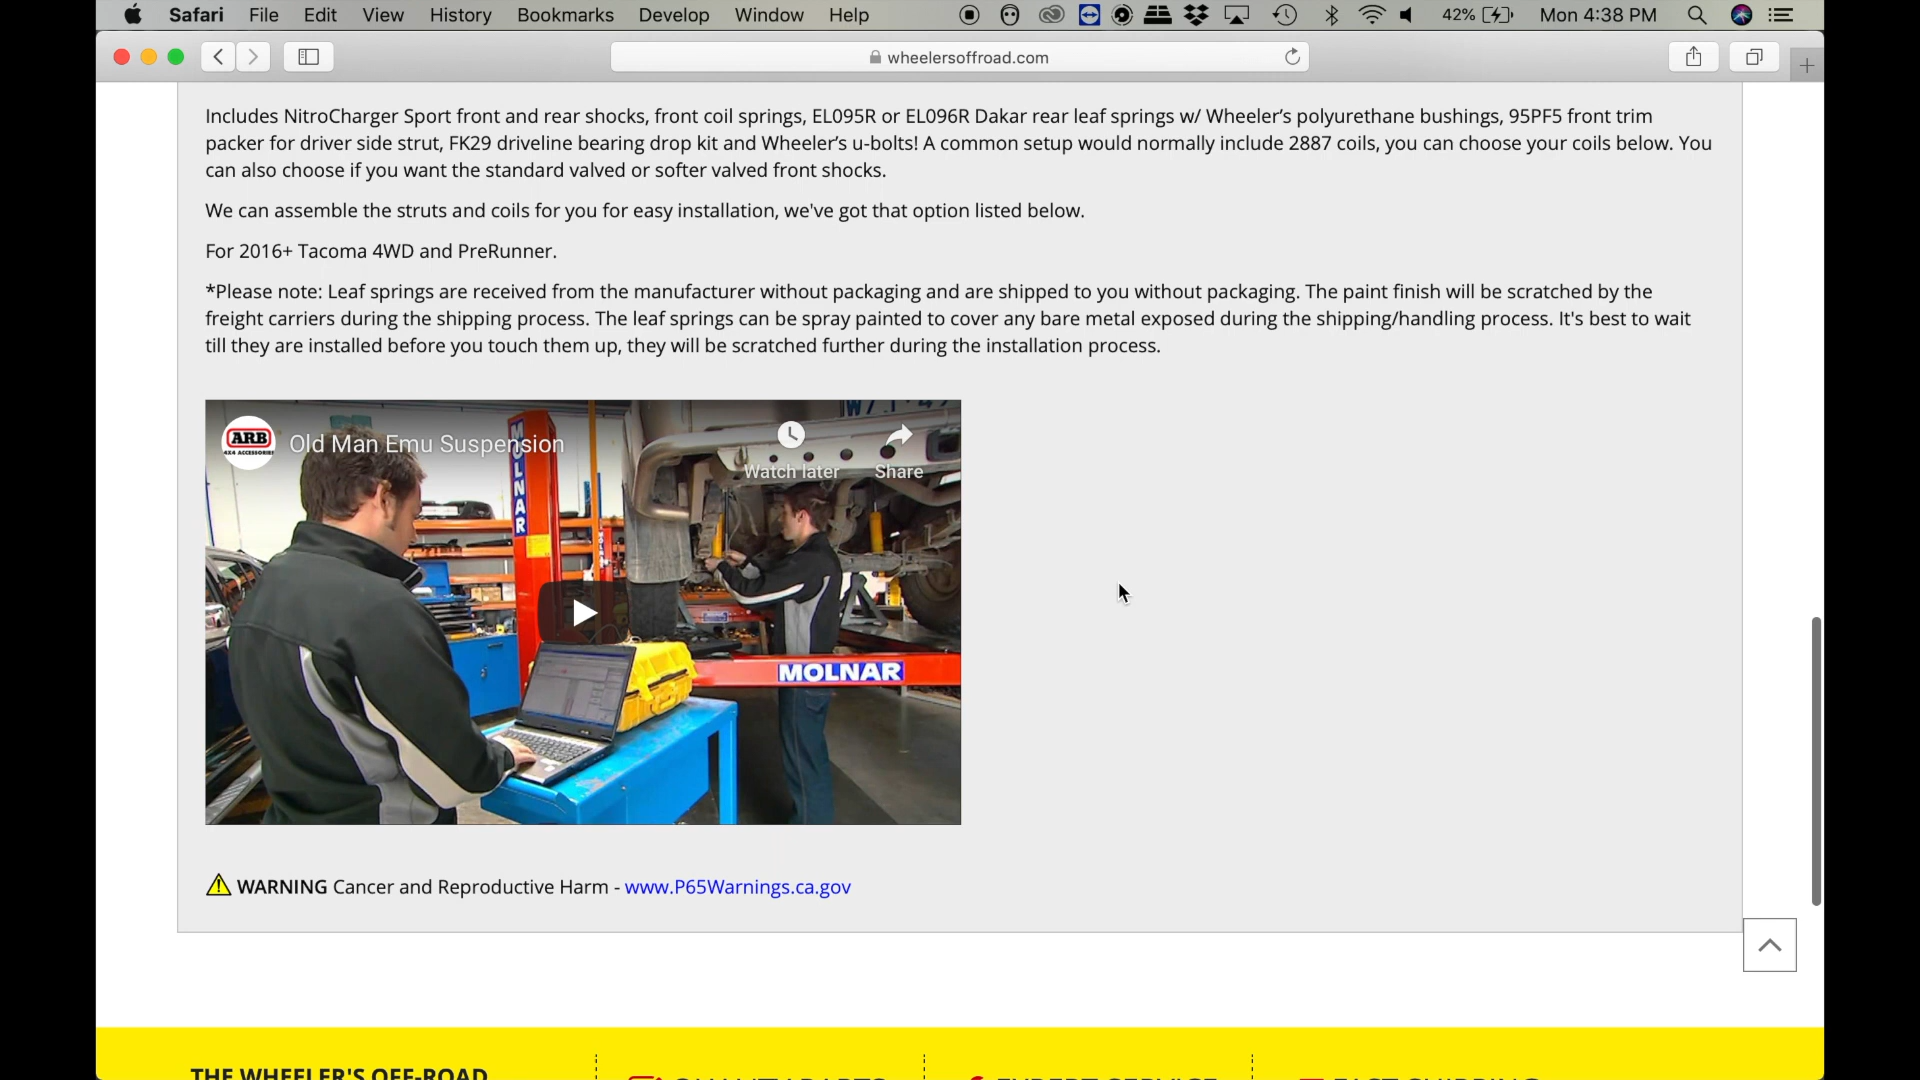 Safari File Edit View History Bookmarks Develop Window Help 42% Mon 4:38 PM
wheelersoffroad.com
Includes NitroCharger Sport front and rear shocks, front coil springs, EL095R or EL096R Dakar rear leaf springs w/ Wheeler’s polyurethane bushings, 95PF5 front trim
packer for driver side strut, FK29 driveline bearing drop kit and Wheeler’s u-bolts! A common setup would normally include 2887 coils, you can choose your coils below. You
can also choose if you want the standard valved or softer valved front shocks.
We can assemble the struts and coils for you for easy installation, we've got that option listed below.
For 2016+ Tacoma 4WD and PreRunner.
*Please note: Leaf springs are received from the manufacturer without packaging and are shipped to you without packaging. The paint finish will be scratched by the
freight carriers during the shipping process. The leaf springs can be spray painted to cover any bare metal exposed during the shipping/handling process. It's best to wait
till they are installed before you touch them up, they will be scratched further during the installation process.
ARB
4X4 ACCESSORIES
Old Man Emu Suspension
Watch later
Share
MOLNAR
MOLNAR
WARNING Cancer and Reproductive Harm - www.P65Warnings.ca.gov
THE WHEELER'S OFF-ROAD
QUALITY PARTS
EXPERT SERVICE
FAST SHIPPING